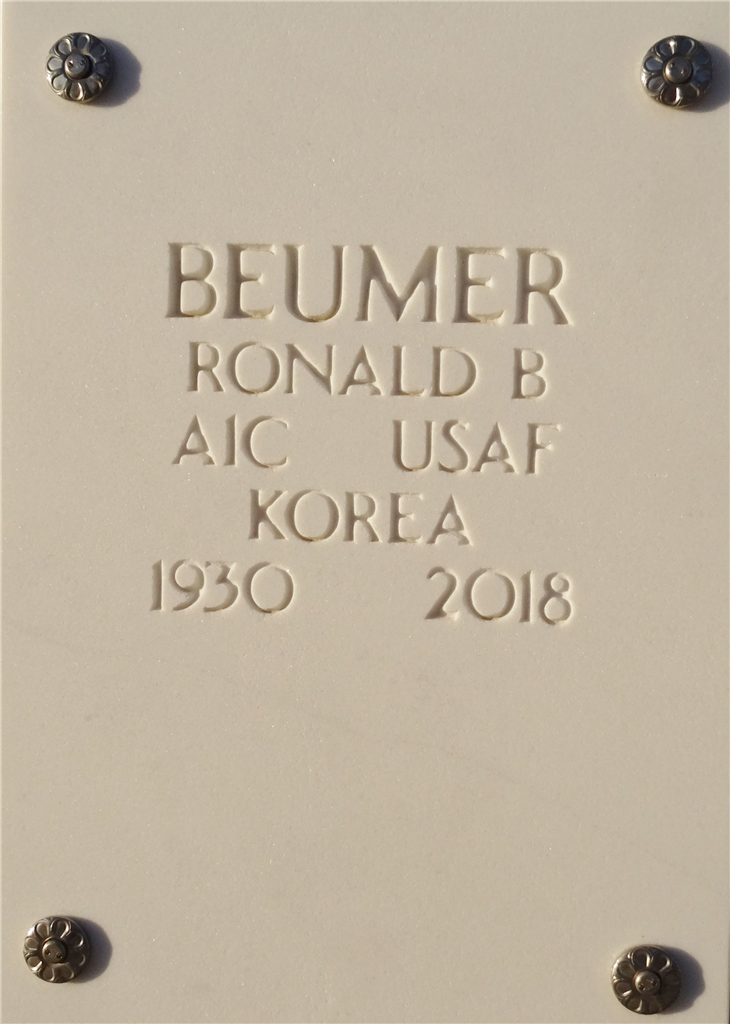 BEUMER
RONALD B
A1C USAF
KOREA
1930 2018